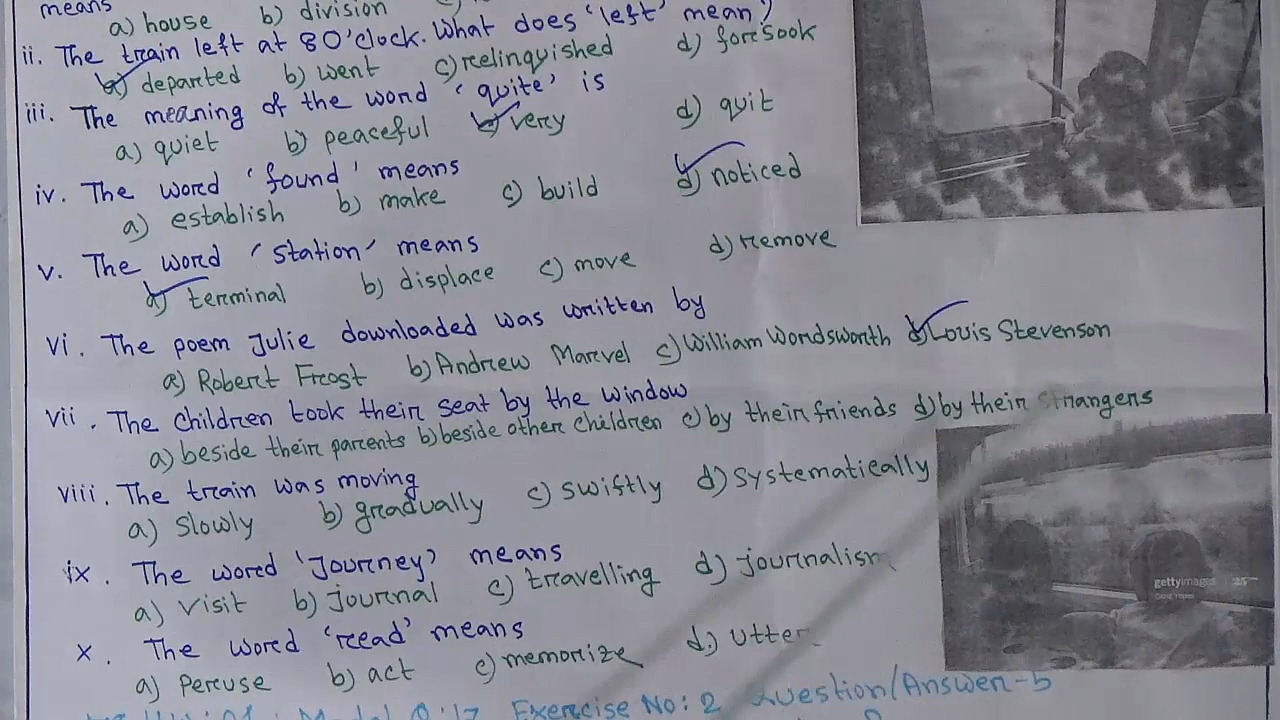 means
a) house b) division
ii. The train left at 8 O'clock. What does 'left' mean?
a) departed b) went c) relinquished d) foresook
iii. The meaning of the word 'quite' is
a) quiet b) peaceful c) very d) quit
iv. The word 'found' means
a) establish b) make c) build d) noticed
v. The word 'station' means
a) terminal b) displace c) move d) remove
vi. The poem Julie downloaded was written by
a) Robert Frost b) Andrew Marvel c) William Wordsworth d) Louis Stevenson
vii. The children took their seat by the window
a) beside their parents b) beside other children c) by their friends d) by their strangers
viii. The train was moving
a) slowly b) gradually c) swiftly d) systematically
ix. The word 'Journey' means
a) visit b) journal c) travelling d) journalism
gettyimages
x. The word 'read' means
a) peruse b) act c) memorize d) utter
Exercise No: 2 Question/Answer-b